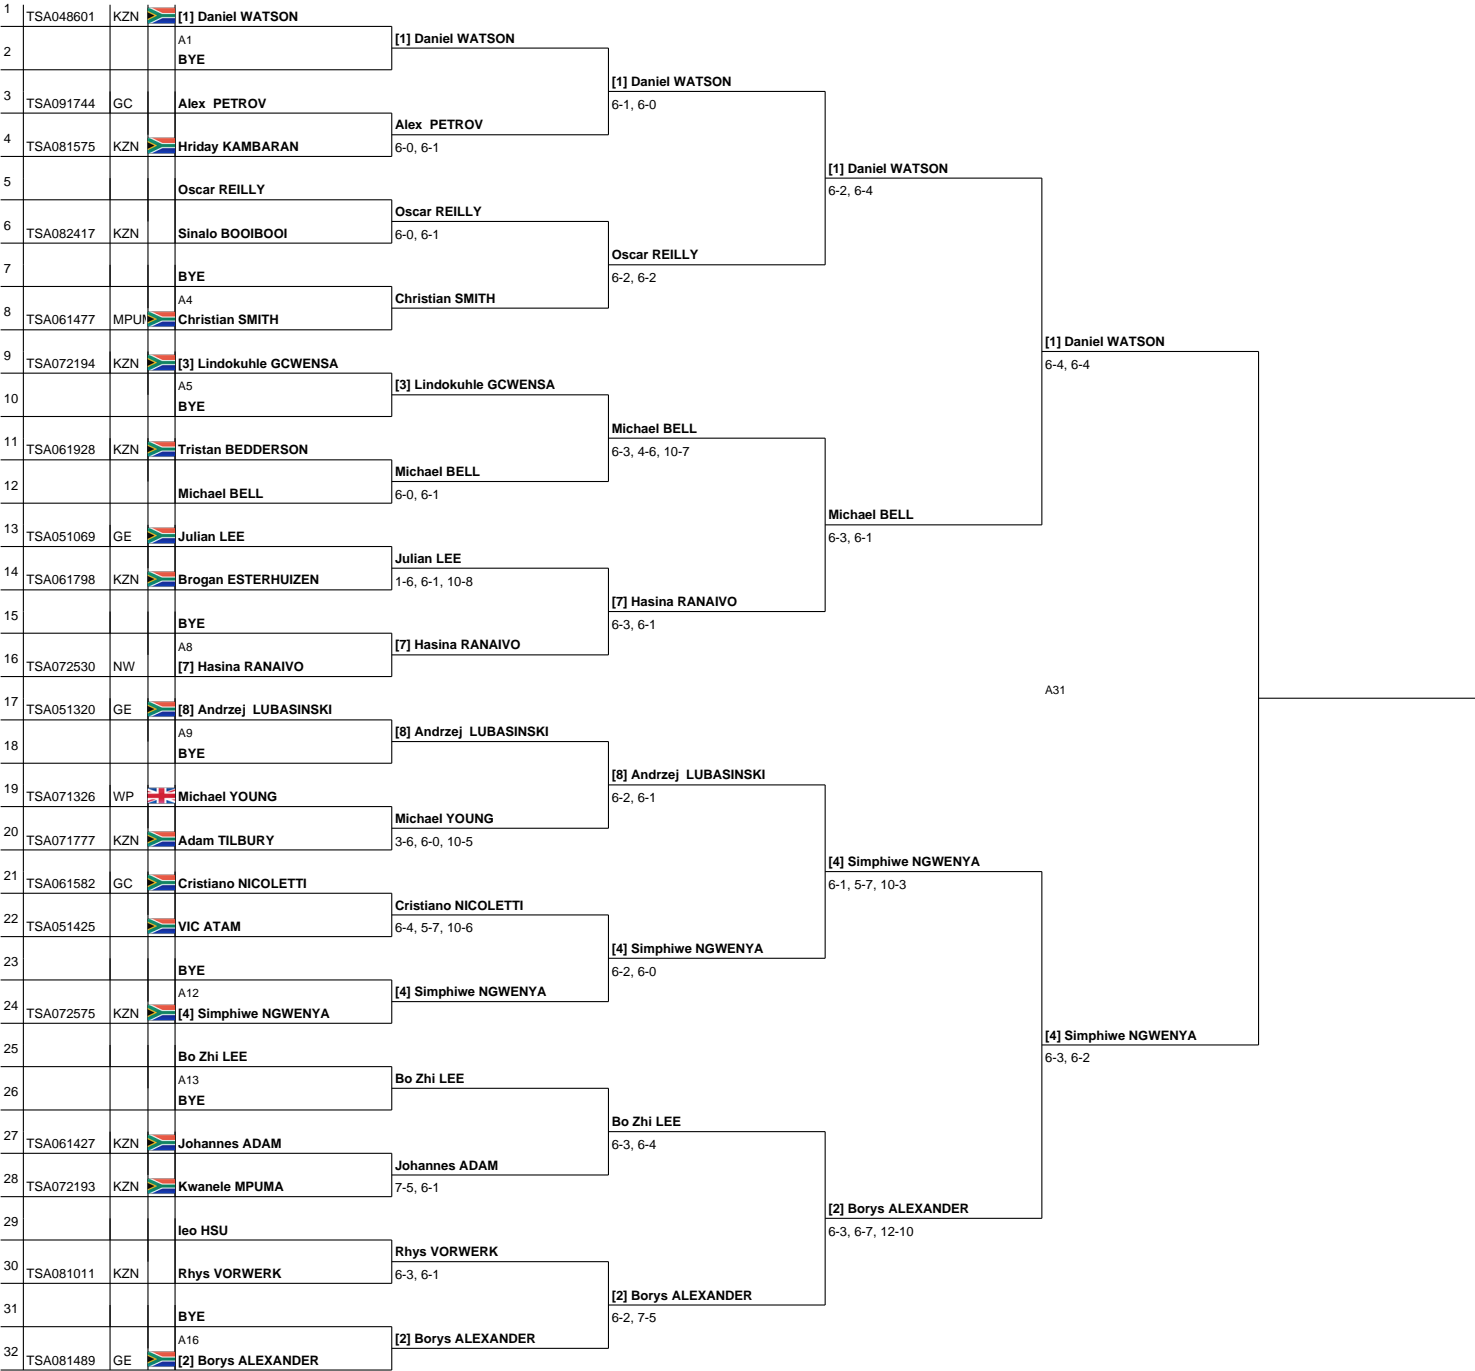 1 TSA048601 KZN [1] Daniel WATSON
A1
[1] Daniel WATSON
2 BYE
[1] Daniel WATSON
6-1, 6-0
3 TSA091744 GC Alex PETROV
Alex PETROV
6-0, 6-1
4 TSA081575 KZN Hriday KAMBARAN
[1] Daniel WATSON
6-2, 6-4
5 Oscar REILLY
Oscar REILLY
6-0, 6-1
6 TSA082417 KZN Sinalo BOOIBOOI
Oscar REILLY
6-2, 6-2
7 BYE
A4
Christian SMITH
8 TSA061477 MPUM Christian SMITH
[1] Daniel WATSON
6-4, 6-4
9 TSA072194 KZN [3] Lindokuhle GCWENSA
A5
[3] Lindokuhle GCWENSA
10 BYE
Michael BELL
6-3, 4-6, 10-7
11 TSA061928 KZN Tristan BEDDERSON
Michael BELL
6-0, 6-1
12 Michael BELL
Michael BELL
6-3, 6-1
13 TSA051069 GE Julian LEE
Julian LEE
1-6, 6-1, 10-8
14 TSA061798 KZN Brogan ESTERHUIZEN
[7] Hasina RANAIVO
6-3, 6-1
15 BYE
A8
[7] Hasina RANAIVO
16 TSA072530 NW [7] Hasina RANAIVO
A31
17 TSA051320 GE [8] Andrzej LUBASINSKI
A9
[8] Andrzej LUBASINSKI
18 BYE
[8] Andrzej LUBASINSKI
6-2, 6-1
19 TSA071326 WP Michael YOUNG
Michael YOUNG
3-6, 6-0, 10-5
20 TSA071777 KZN Adam TILBURY
[4] Simphiwe NGWENYA
6-1, 5-7, 10-3
21 TSA061582 GC Cristiano NICOLETTI
Cristiano NICOLETTI
6-4, 5-7, 10-6
22 TSA051425 VIC ATAM
[4] Simphiwe NGWENYA
6-2, 6-0
23 BYE
A12
[4] Simphiwe NGWENYA
24 TSA072575 KZN [4] Simphiwe NGWENYA
[4] Simphiwe NGWENYA
6-3, 6-2
25 Bo Zhi LEE
A13
Bo Zhi LEE
26 BYE
Bo Zhi LEE
6-3, 6-4
27 TSA061427 KZN Johannes ADAM
Johannes ADAM
7-5, 6-1
28 TSA072193 KZN Kwanele MPUMA
[2] Borys ALEXANDER
6-3, 6-7, 12-10
29 leo HSU
Rhys VORWERK
6-3, 6-1
30 TSA081011 KZN Rhys VORWERK
[2] Borys ALEXANDER
6-2, 7-5
31 BYE
A16
[2] Borys ALEXANDER
32 TSA081489 GE [2] Borys ALEXANDER